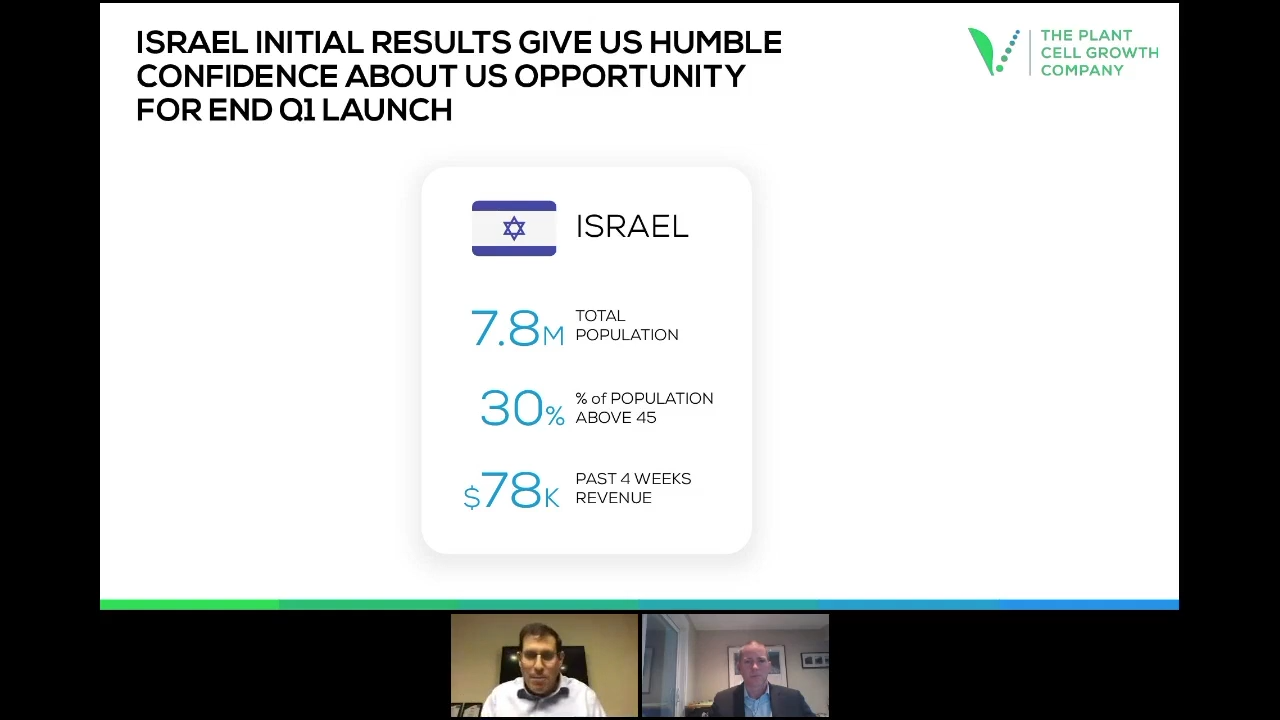 ISRAEL INITIAL RESULTS GIVE US HUMBLE
CONFIDENCE ABOUT US OPPORTUNITY
FOR END Q1 LAUNCH
THE PLANT
CELL GROWTH
COMPANY
ISRAEL
7.8M TOTAL
POPULATION
30% % of POPULATION
ABOVE 45
$78K PAST 4 WEEKS
REVENUE